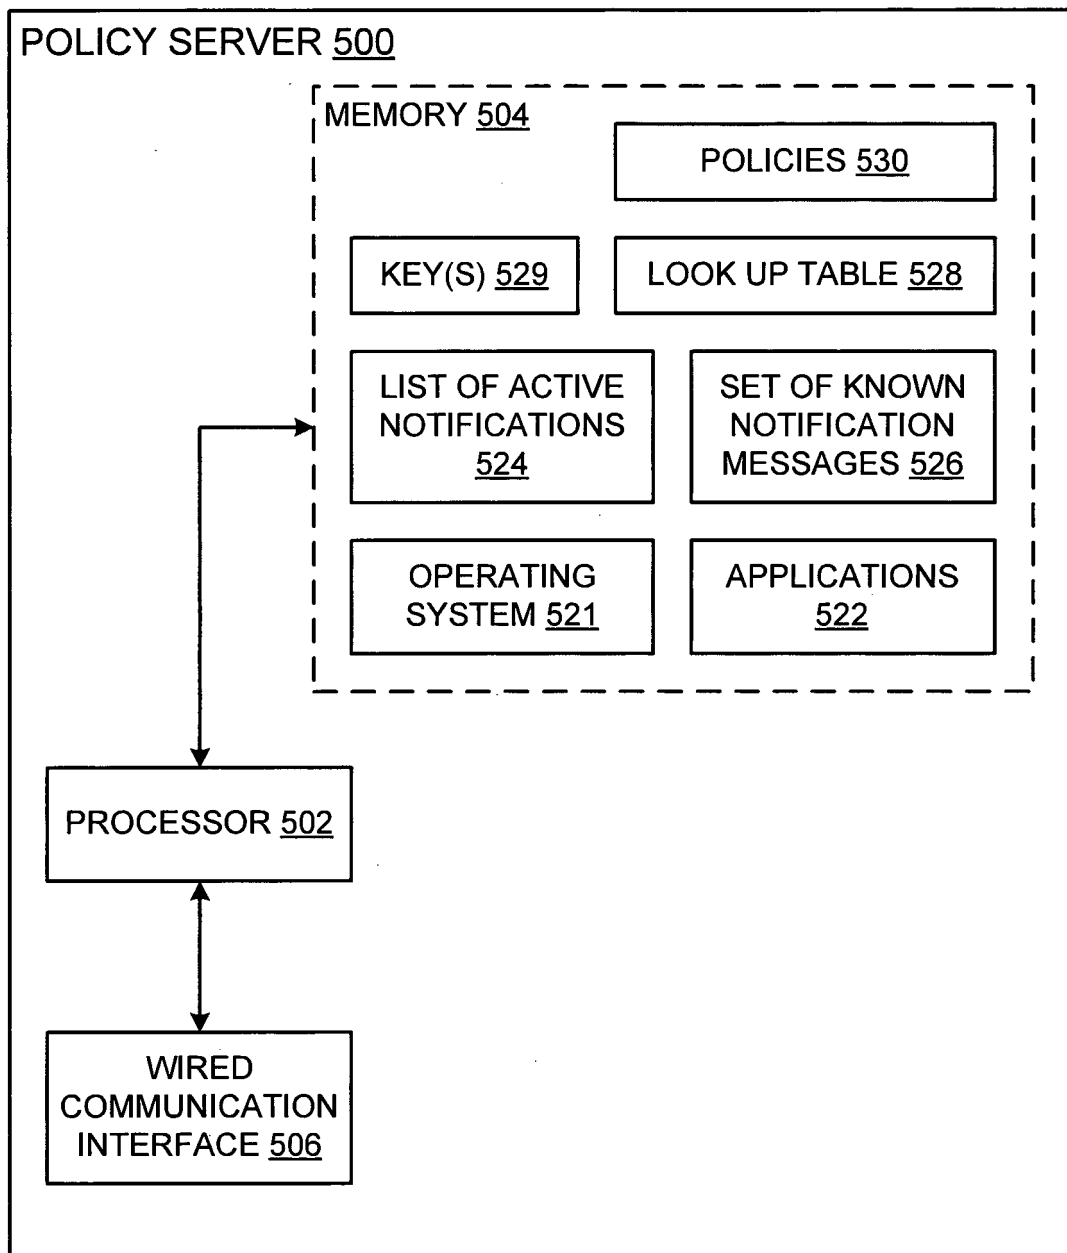 POLICY SERVER 500
MEMORY 504
POLICIES 530
KEY(S) 529
LOOK UP TABLE 528
LIST OF ACTIVE
NOTIFICATIONS
524
SET OF KNOWN
NOTIFICATION
MESSAGES 526
OPERATING
SYSTEM 521
APPLICATIONS
522
PROCESSOR 502
WIRED
COMMUNICATION
INTERFACE 506